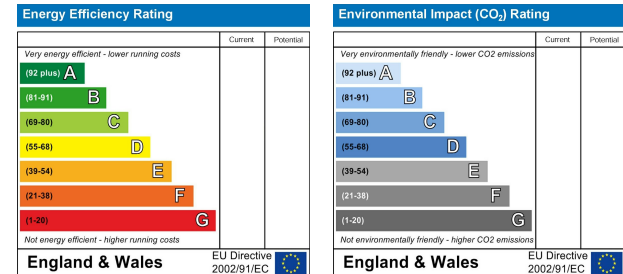 Energy Efficiency Rating
Current Potential
Very energy efficient - lower running costs
(92 plus) A
(81-91) B
(69-80) C
(55-68) D
(39-54) E
(21-38) F
(1-20) G
Not energy efficient - higher running costs
England & Wales
EU Directive
2002/91/EC
Environmental Impact (CO₂) Rating
Current Potential
Very environmentally friendly - lower CO2 emissions
(92 plus) A
(81-91) B
(69-80) C
(55-68) D
(39-54) E
(21-38) F
(1-20) G
Not environmentally friendly - higher CO2 emissions
England & Wales
EU Directive
2002/91/EC